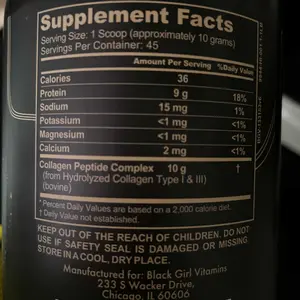 Supplement Facts
Serving Size: 1 Scoop (approximately 10 grams)
Servings Per Container: 45
Amount Per Serving %Daily Value
Calories 36
Protein 9 g 18%
Sodium 15 mg 1%
Potassium <1 mg <1%
Magnesium <1 mg <1%
Calcium 2 mg <1%
Collagen Peptide Complex 10 g †
(from Hydrolyzed Collagen Type I & III)
(bovine)
* Percent Daily Values are based on a 2,000 calorie diet.
† Daily Value not established.
KEEP OUT OF THE REACH OF CHILDREN. DO NOT
USE IF SAFETY SEAL IS DAMAGED OR MISSING.
STORE IN A COOL, DRY PLACE.
Manufactured for: Black Girl Vitamins
233 S Wacker Drive,
Chicago, IL 60606